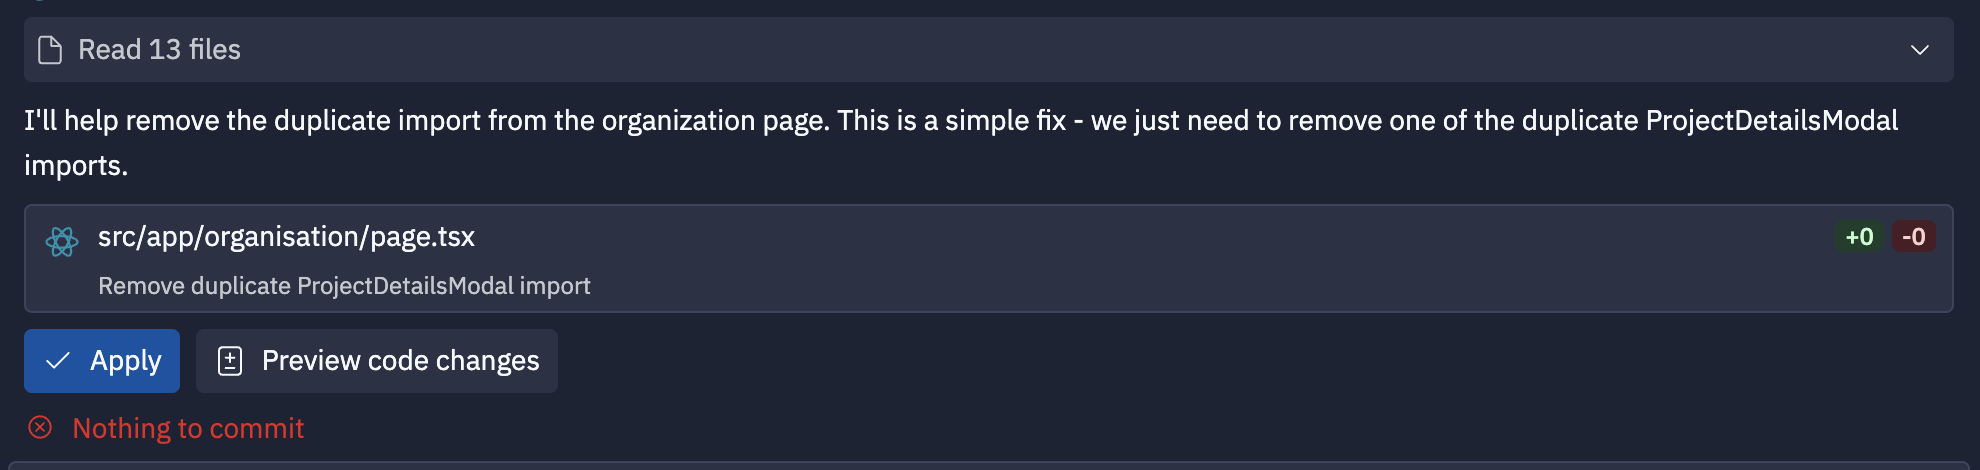 Read 13 files
I'll help remove the duplicate import from the organization page. This is a simple fix - we just need to remove one of the duplicate ProjectDetailsModal
imports.
src/app/organisation/page.tsx
+0 -0
Remove duplicate ProjectDetailsModal import
Apply
Preview code changes
Nothing to commit